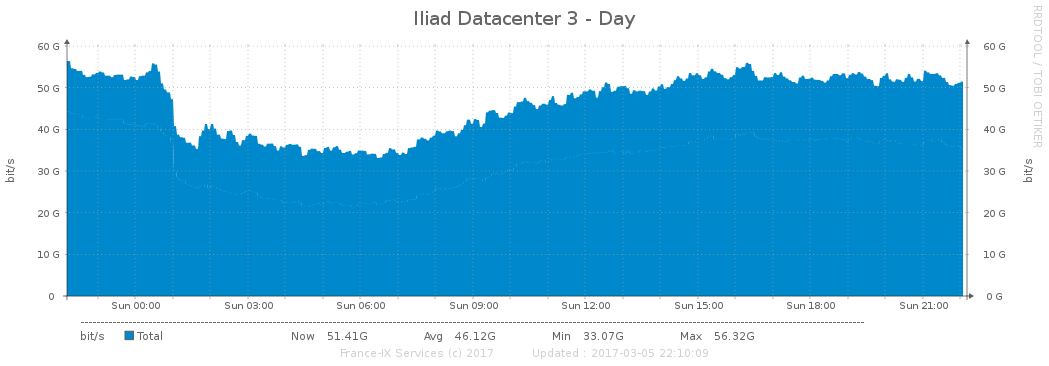 Iliad Datacenter 3 - Day
RRDTOOL / TOBI OETIKER
60 G 60 G
50 G 50 G
40 G 40 G
30 G 30 G
20 G 20 G
10 G 10 G
0 0 G
bit/s bit/s
Sun 00:00 Sun 03:00 Sun 06:00 Sun 09:00 Sun 12:00 Sun 15:00 Sun 18:00 Sun 21:00
bit/s Total Now 51.41G Avg 46.12G Min 33.07G Max 56.32G
France-IX Services (c) 2017 Updated : 2017-03-05 22:10:09